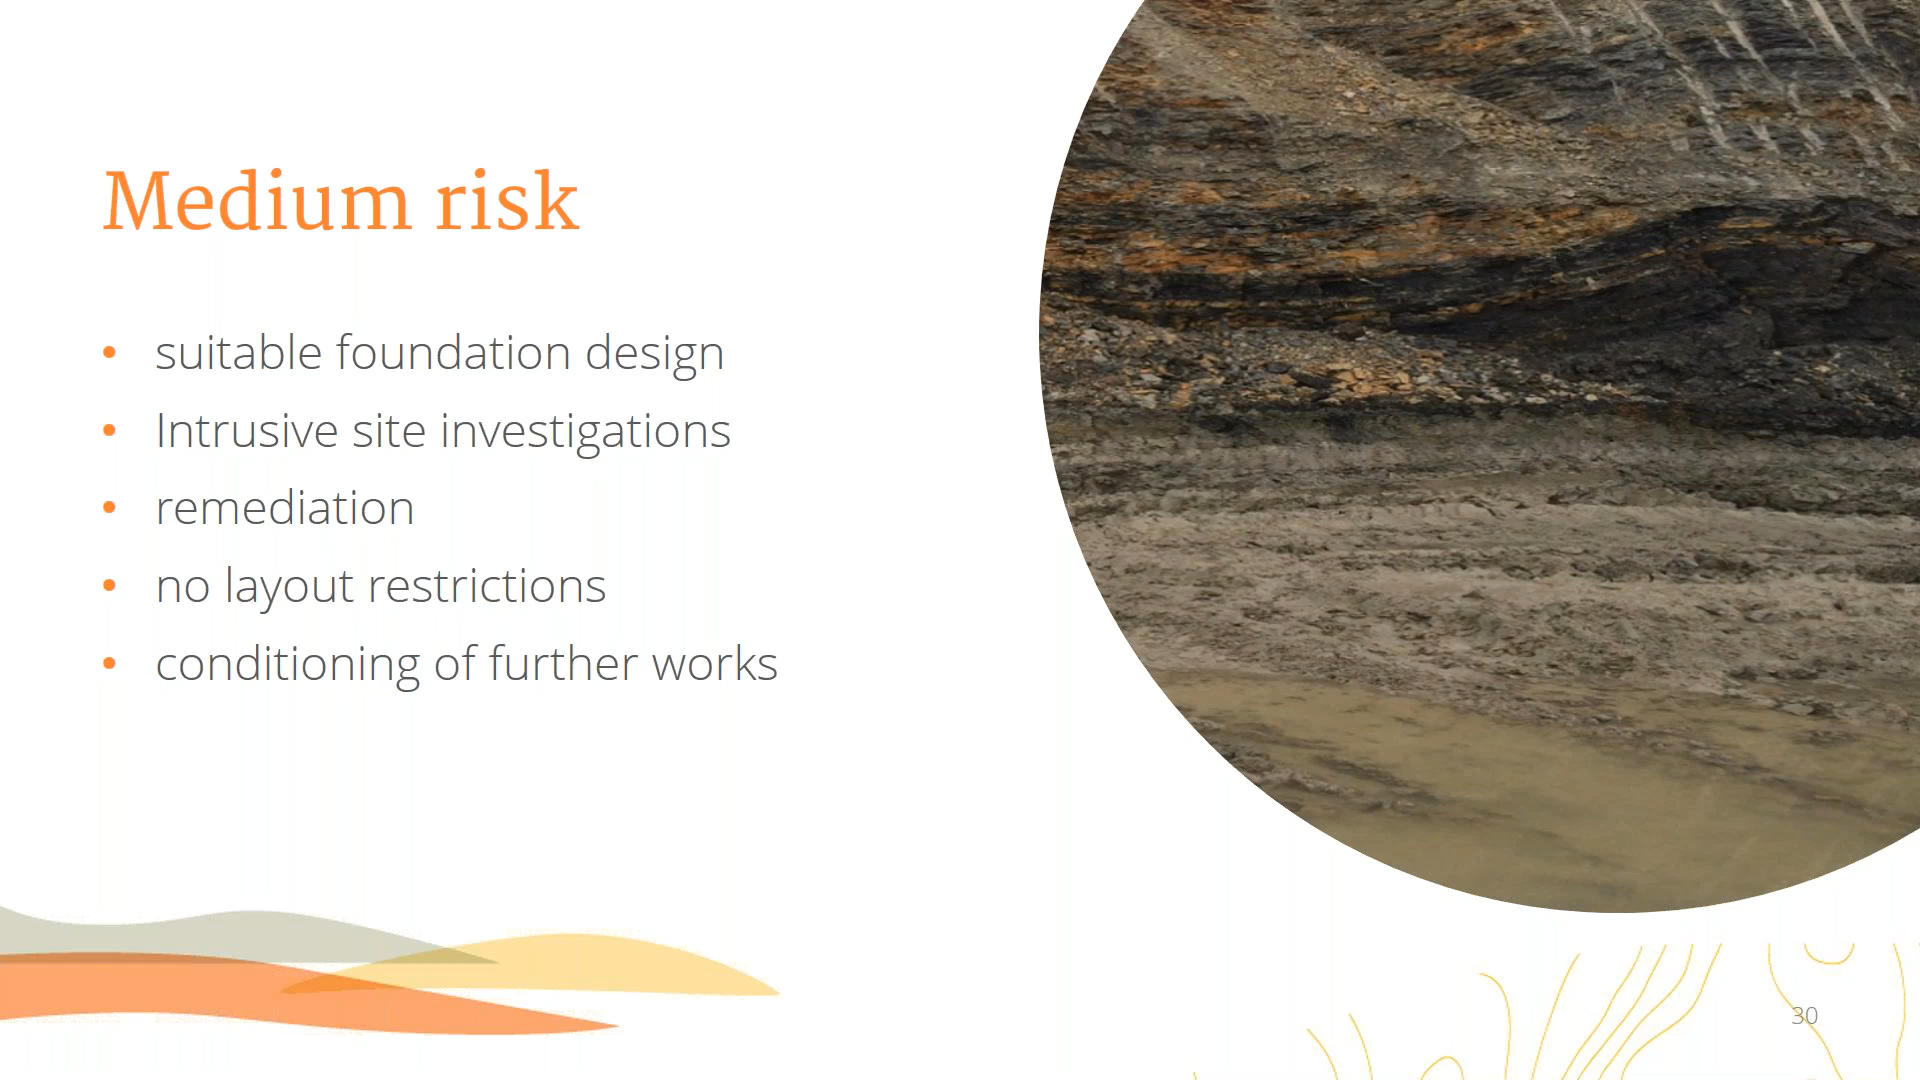 Medium risk
• suitable foundation design
• Intrusive site investigations
• remediation
• no layout restrictions
• conditioning of further works
30